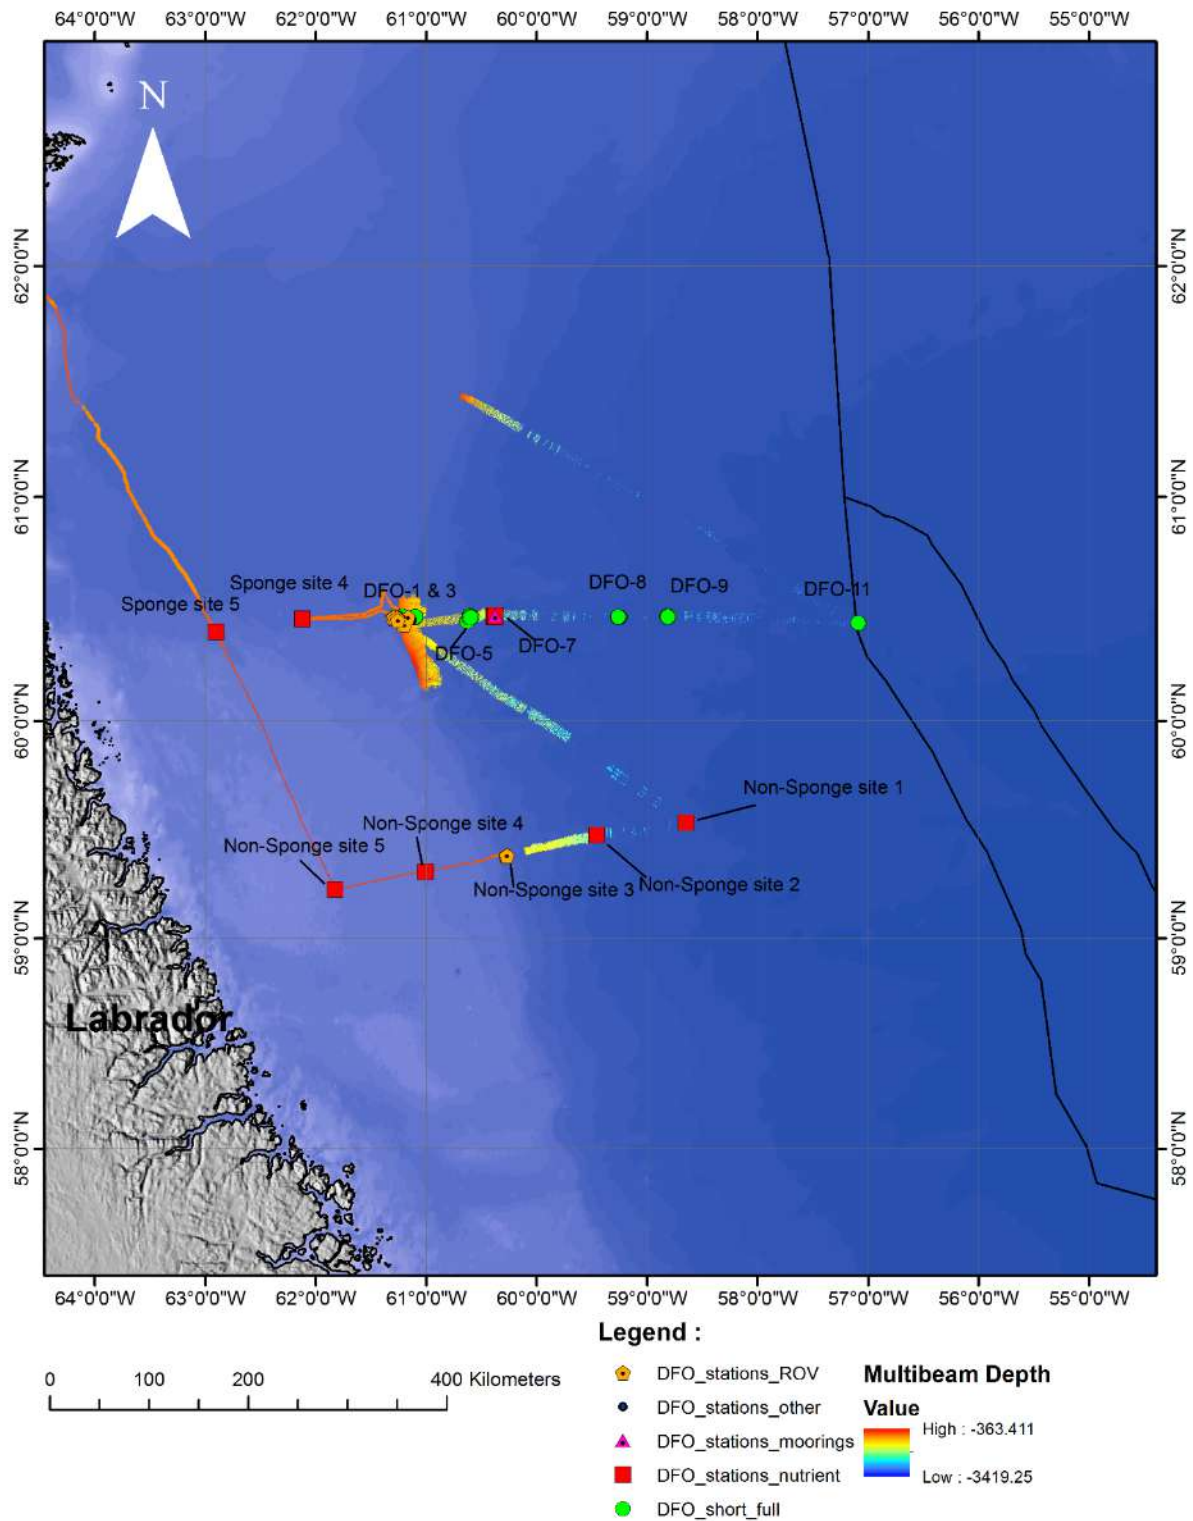 64°0'0"W 63°0'0"W 62°0'0"W 61°0'0"W 60°0'0"W 59°0'0"W 58°0'0"W 57°0'0"W 56°0'0"W 55°0'0"W
N
62°0'0"N 62°0'0"N
61°0'0"N 61°0'0"N
Sponge site 4 DFO-1 & 3 DFO-8 DFO-9 DFO-11
Sponge site 5
DFO-5 DFO-7
60°0'0"N 60°0'0"N
Non-Sponge site 1
Non-Sponge site 4
Non-Sponge site 5
Non-Sponge site 3 Non-Sponge site 2
59°0'0"N 59°0'0"N
Labrador
58°0'0"N 58°0'0"N
64°0'0"W 63°0'0"W 62°0'0"W 61°0'0"W 60°0'0"W 59°0'0"W 58°0'0"W 57°0'0"W 56°0'0"W 55°0'0"W
Legend :
0 100 200 400 Kilometers
DFO_stations_ROV
DFO_stations_other
DFO_stations_moorings
DFO_stations_nutrient
DFO_short_full
Multibeam Depth
Value
High : -363.411
Low : -3419.25